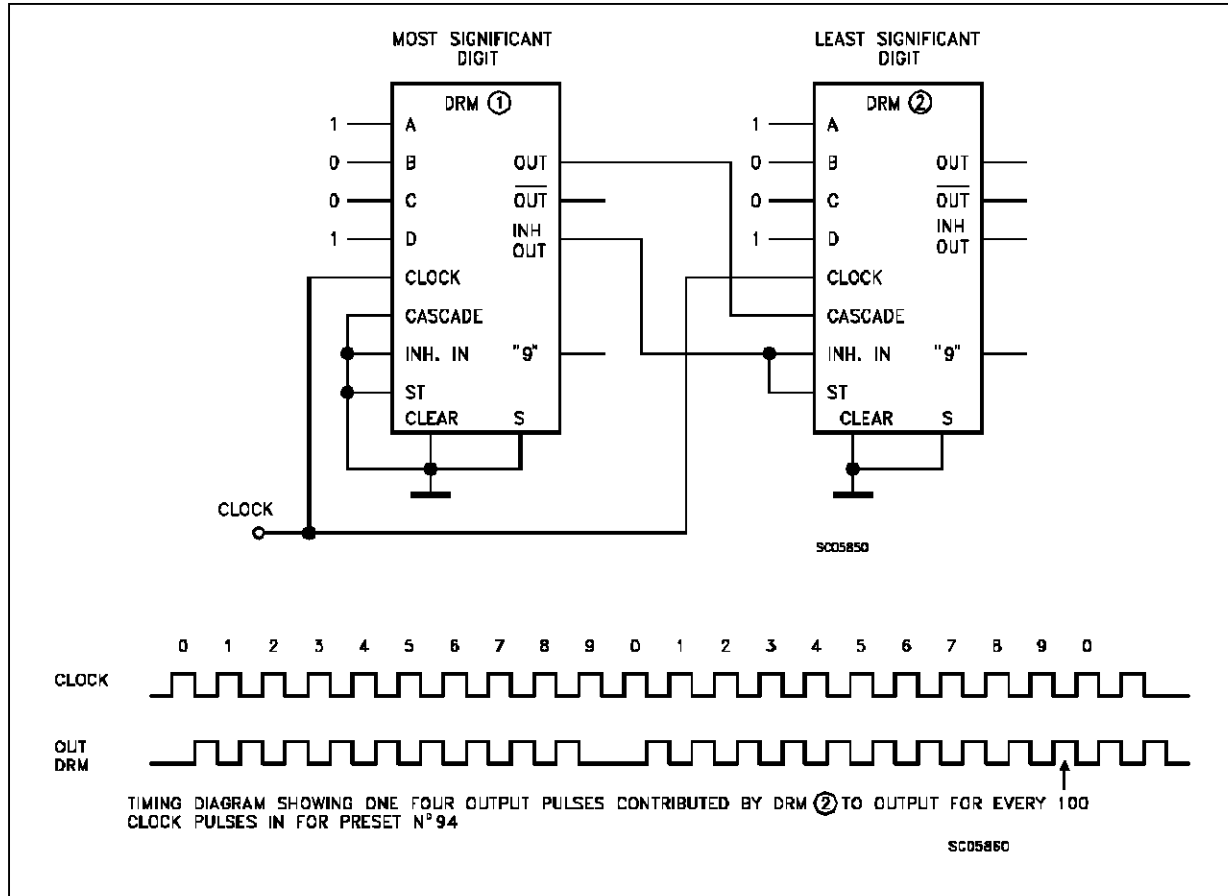 MOST SIGNIFICANT
DIGIT
LEAST SIGNIFICANT
DIGIT
DRM ①
DRM ②
1 A
0 B OUT
0 C OUT
1 D INH
OUT
CLOCK
CASCADE
INH. IN "9"
ST
CLEAR S
1 A
0 B OUT
0 C OUT
1 D INH
OUT
CLOCK
CASCADE
INH. IN "9"
ST
CLEAR S
CLOCK
SC05850
0 1 2 3 4 5 6 7 8 9 0 1 2 3 4 5 6 7 8 9 0
CLOCK
OUT
DRM
TIMING DIAGRAM SHOWING ONE FOUR OUTPUT PULSES CONTRIBUTED BY DRM ② TO OUTPUT FOR EVERY 100
CLOCK PULSES IN FOR PRESET N° 94
SC05860